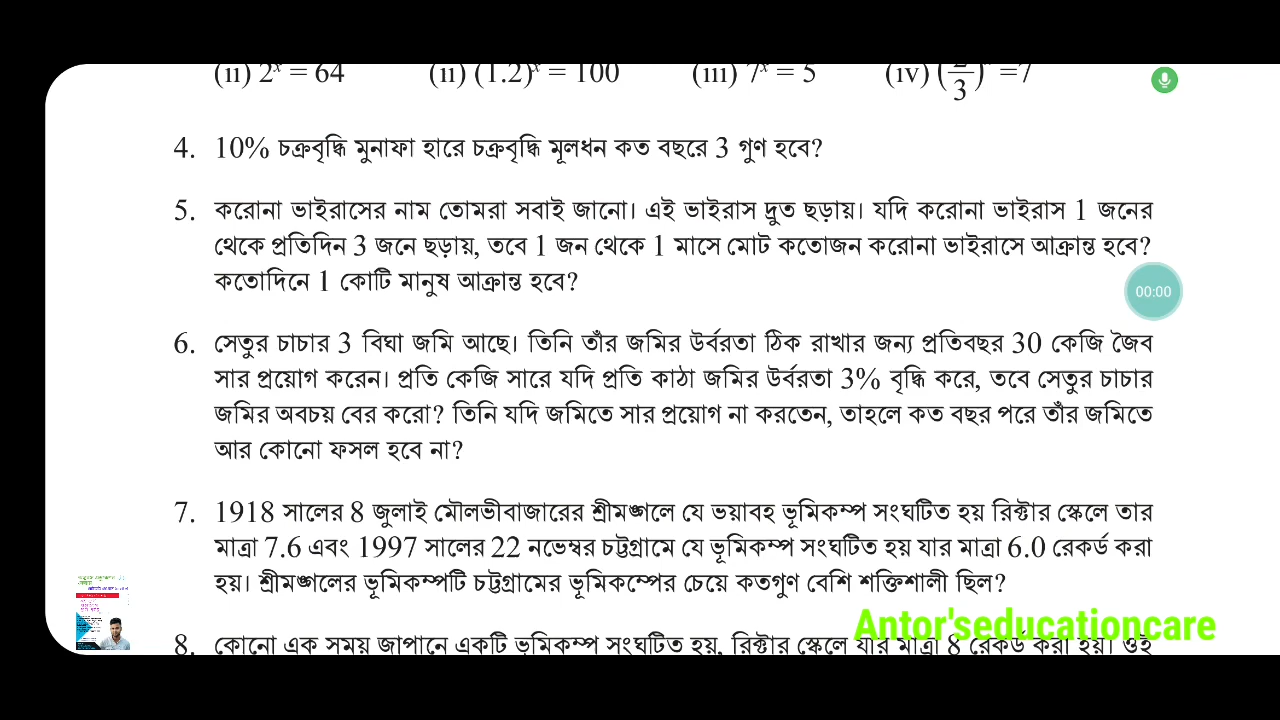 (ii) 2ˣ = 64 (ii) (1.2)ˣ = 100 (iii) 7ˣ = 5 (iv) (2/3)ˣ =7
4. 10% চক্রবৃদ্ধি মুনাফা হারে চক্রবৃদ্ধি মূলধন কত বছরে 3 গুণ হবে?
5. করোনা ভাইরাসের নাম তোমরা সবাই জানো। এই ভাইরাস দ্রুত ছড়ায়। যদি করোনা ভাইরাস 1 জনের
থেকে প্রতিদিন 3 জনে ছড়ায়, তবে 1 জন থেকে 1 মাসে মোট কতোজন করোনা ভাইরাসে আক্রান্ত হবে?
কতোদিনে 1 কোটি মানুষ আক্রান্ত হবে?
00:00
6. সেতুর চাচার 3 বিঘা জমি আছে। তিনি তাঁর জমির উর্বরতা ঠিক রাখার জন্য প্রতিবছর 30 কেজি জৈব
সার প্রয়োগ করেন। প্রতি কেজি সারে যদি প্রতি কাঠা জমির উর্বরতা 3% বৃদ্ধি করে, তবে সেতুর চাচার
জমির অবচয় বের করো? তিনি যদি জমিতে সার প্রয়োগ না করতেন, তাহলে কত বছর পরে তাঁর জমিতে
আর কোনো ফসল হবে না?
7. 1918 সালের 8 জুলাই মৌলভীবাজারের শ্রীমঙ্গলে যে ভয়াবহ ভূমিকম্প সংঘটিত হয় রিক্টার স্কেলে তার
মাত্রা 7.6 এবং 1997 সালের 22 নভেম্বর চট্টগ্রামে যে ভূমিকম্প সংঘটিত হয় যার মাত্রা 6.0 রেকর্ড করা
হয়। শ্রীমঙ্গলের ভূমিকম্পটি চট্টগ্রামের ভূমিকম্পের চেয়ে কতগুণ বেশি শক্তিশালী ছিল?
Antor'seducationcare
8. কোনো এক সময় জাপানে একটি ভূমিকম্প সংঘটিত হয়, রিক্টার স্কেলে যার মাত্রা 8 রেকর্ড করা হয়। ওই